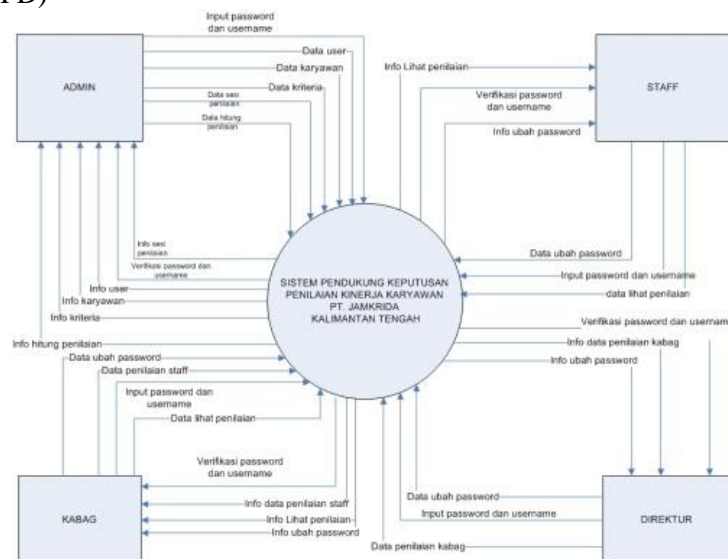 Input password
dan username
Data user
Data karyawan
Data kriteria
Data sesi
penilaian
Data hitung
penilaian
ADMIN
STAFF
Info Lihat penilaian
Verifikasi password
dan username
Info ubah password
Info sesi
penilaian
Verifikasi password dan
username
Info user
Info karyawan
Info kriteria
Info hitung penilaian
SISTEM PENDUKUNG KEPUTUSAN
PENILAIAN KINERJA KARYAWAN
PT. JAMKRIDA
KALIMANTAN TENGAH
Data ubah password
Input password dan username
data lihat penilaian
Verifikasi password dan usernam
Info data penilaian kabag
Info ubah password
Data ubah password
Data penilaian staff
Input password dan
username
Data lihat penilaian
Verifikasi password
dan username
Info data penilaian staff
Info Lihat penilaian
Info ubah password
KABAG
Data ubah password
Input password dan username
Data penilaian kabag
DIREKTUR